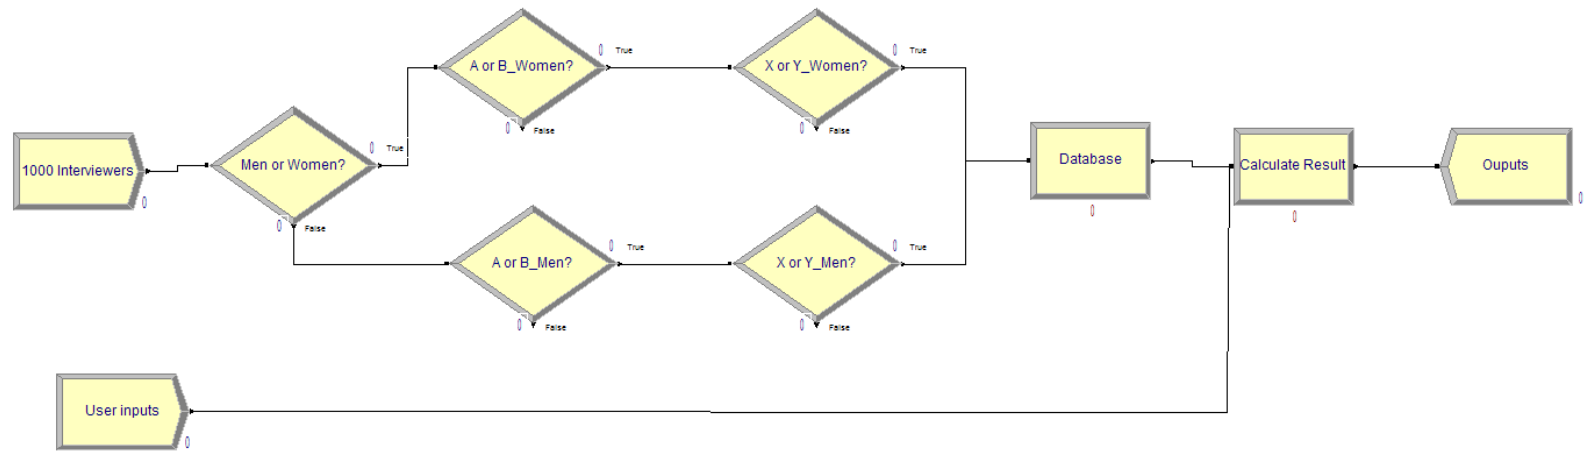 A or B_Women?
0 True
0 False
X or Y_Women?
0 True
0 False
1000 Interviewers
0
Men or Women?
0 True
0 False
A or B_Men?
0 True
0 False
X or Y_Men?
0 True
0 False
Database
0
Calculate Result
0
Ouputs
0
User inputs
0